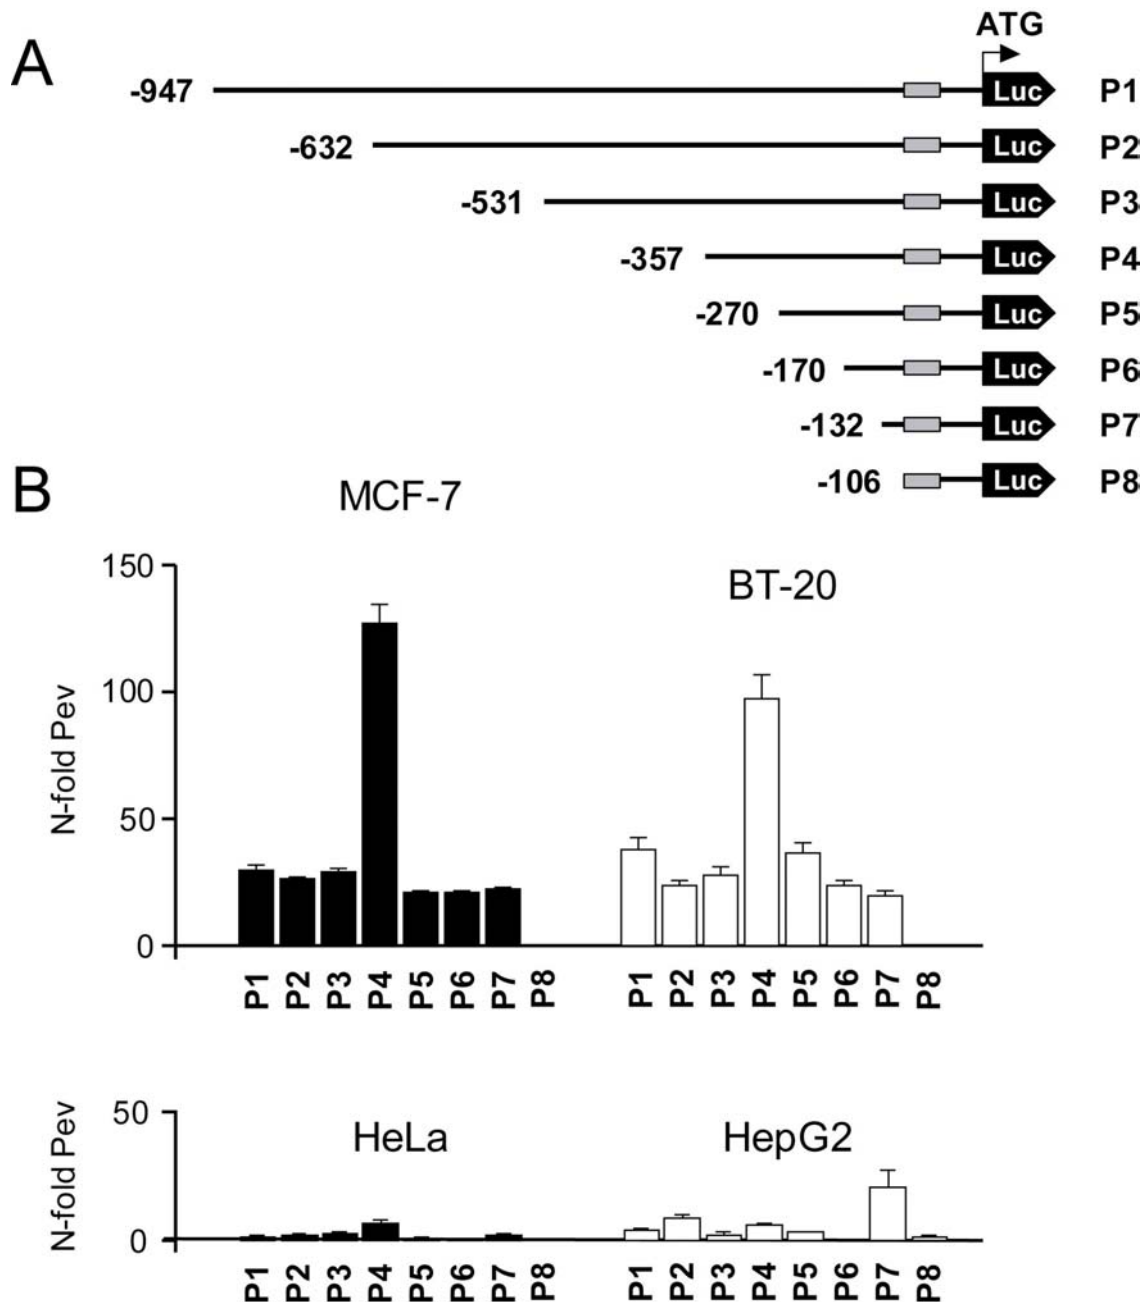 A
ATG
-947 Luc P1
-632 Luc P2
-531 Luc P3
-357 Luc P4
-270 Luc P5
-170 Luc P6
-132 Luc P7
-106 Luc P8
B
MCF-7
BT-20
N-fold Pev
150
100
50
0
P1 P2 P3 P4 P5 P6 P7 P8 P1 P2 P3 P4 P5 P6 P7 P8
HeLa
HepG2
N-fold Pev
50
0
P1 P2 P3 P4 P5 P6 P7 P8 P1 P2 P3 P4 P5 P6 P7 P8